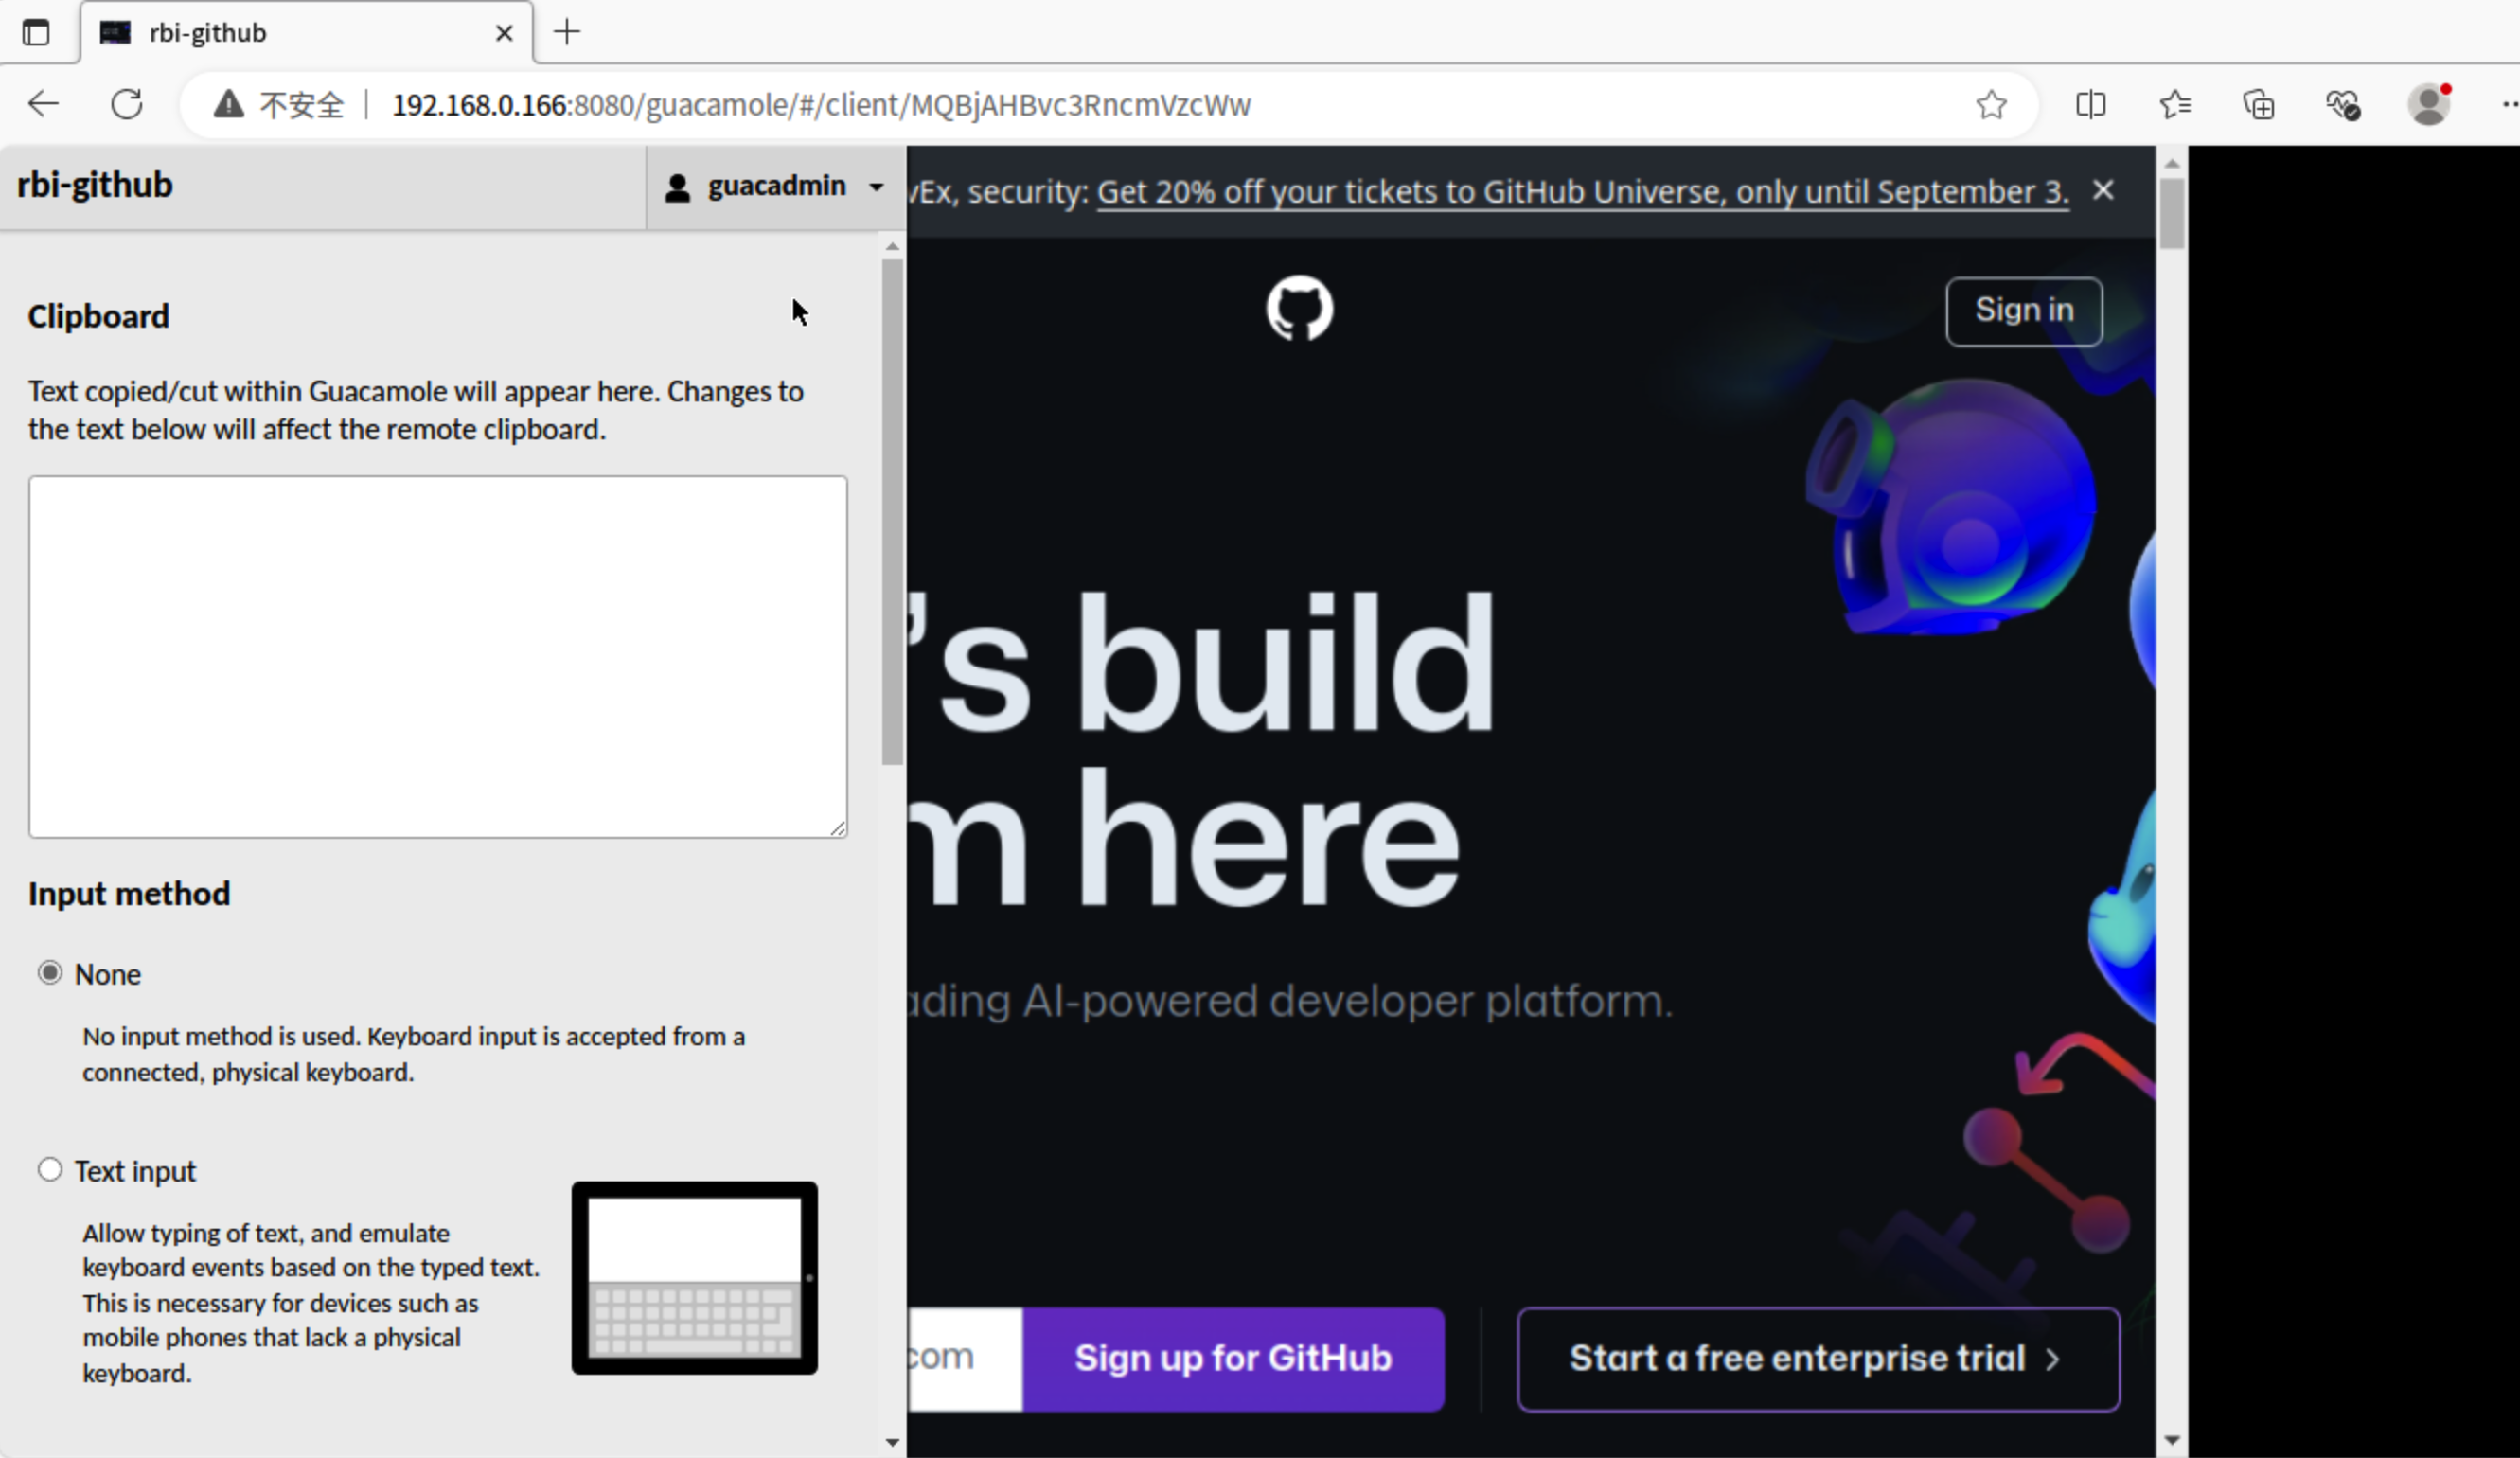 rbi-github
不安全
192.168.0.166:8080/guacamole/#/client/MQBjAHBvc3RncmVzcWw
rbi-github
guacadmin
vEx, security: Get 20% off your tickets to GitHub Universe, only until September 3.
Sign in
Clipboard
Text copied/cut within Guacamole will appear here. Changes to
the text below will affect the remote clipboard.
's build
m here
ading AI-powered developer platform.
Input method
None
No input method is used. Keyboard input is accepted from a
connected, physical keyboard.
Text input
Allow typing of text, and emulate
keyboard events based on the typed text.
This is necessary for devices such as
mobile phones that lack a physical
keyboard.
com
Sign up for GitHub
Start a free enterprise trial